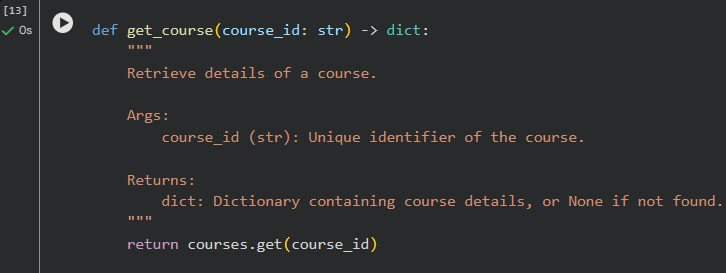 [13]
0s
def get_course(course_id: str) -> dict:
    """
    Retrieve details of a course.

    Args:
        course_id (str): Unique identifier of the course.

    Returns:
        dict: Dictionary containing course details, or None if not found.
    """
    return courses.get(course_id)